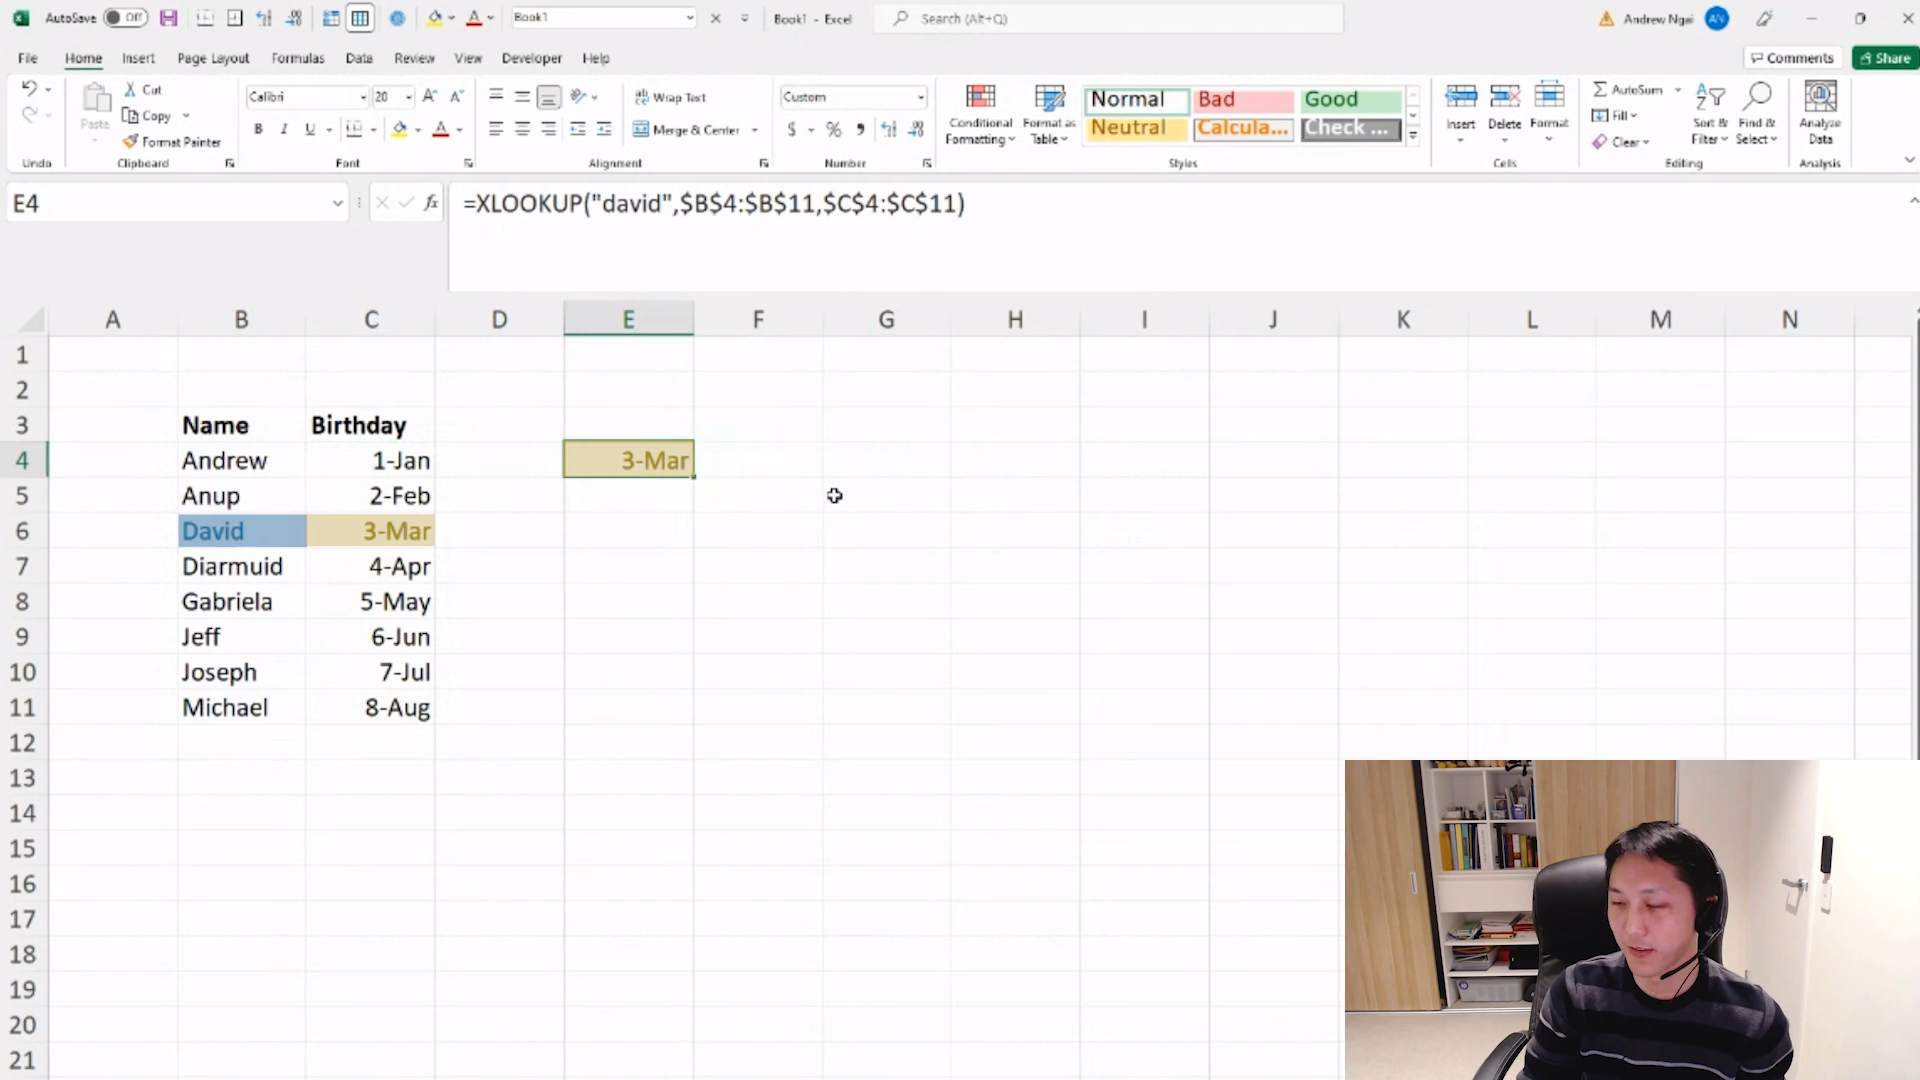 AutoSave Off Book1 Book1 - Excel Search (Alt+Q) Andrew Ngai AN
File Home Insert Page Layout Formulas Data Review View Developer Help Comments Share
Paste Cut Copy Format Painter
Calibri 20 A A
B I U A
Wrap Text
Merge & Center
Custom
$ % ,
Conditional Formatting
Format as Table
Normal Bad Good
Neutral Calcula... Check ...
Insert Delete Format
AutoSum
Fill
Clear
Sort & Filter
Find & Select
Analyze Data
Undo Clipboard Font Alignment Number Styles Cells Editing Analysis
E4 fx =XLOOKUP("david",$B$4:$B$11,$C$4:$C$11)
A B C D E F G H I J K L M N
1
2
3 Name Birthday
4 Andrew 1-Jan 3-Mar
5 Anup 2-Feb
6 David 3-Mar
7 Diarmuid 4-Apr
8 Gabriela 5-May
9 Jeff 6-Jun
10 Joseph 7-Jul
11 Michael 8-Aug
12
13
14
15
16
17
18
19
20
21